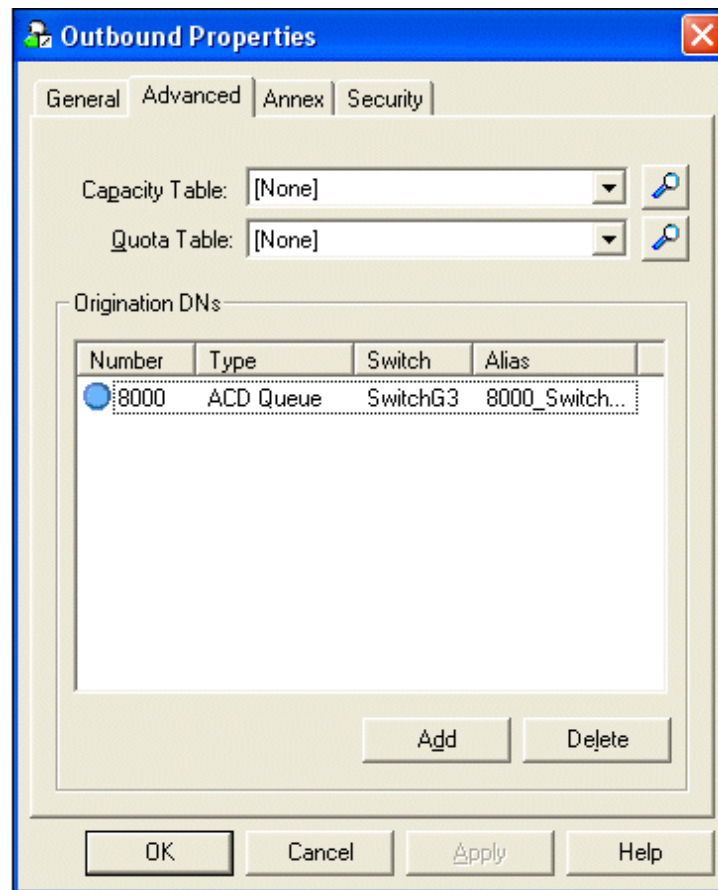 Outbound Properties
General Advanced Annex Security
Capacity Table: [None]
Quota Table: [None]
Origination DNs
Number Type Switch Alias
8000 ACD Queue SwitchG3 8000_Switch...
Add Delete
OK Cancel Apply Help